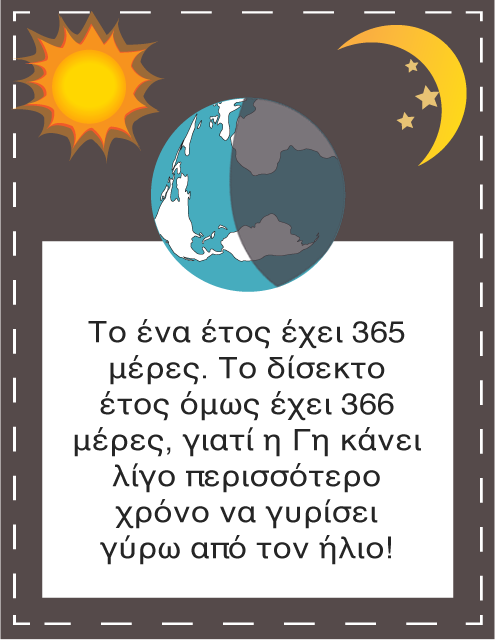 Το ένα έτος έχει 365
μέρες. Το δίσεκτο
έτος όμως έχει 366
μέρες, γιατί η Γη κάνει
λίγο περισσότερο
χρόνο να γυρίσει
γύρω από τον ήλιο!